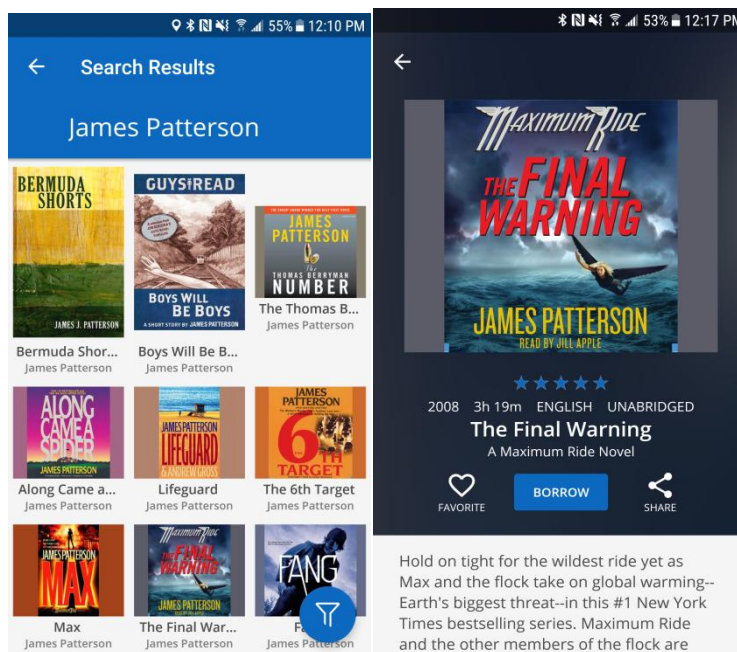 55% 12:10 PM
Search Results
James Patterson
BERMUDA
SHORTS
JAMES J. PATTERSON
Bermuda Shor...
James Patterson
GUYS READ
BOYS WILL
BE BOYS
A SHORT STORY BY JAMES PATTERSON
Boys Will Be B...
James Patterson
JAMES
PATTERSON
The
THOMAS BERRYMAN
NUMBER
The Thomas B...
James Patterson
ALONG
CAME A
SPIDER
JAMES PATTERSON
Along Came a...
James Patterson
JAMES PATTERSON
LIFEGUARD
& ANDREW GROSS
Lifeguard
James Patterson
JAMES
PATTERSON
6TH
TARGET
The 6th Target
James Patterson
JAMES PATTERSON
MAX
Max
James Patterson
MAXIMUM RIDE
THE FINAL
WARNING
JAMES PATTERSON
The Final War...
James Patterson
FANG
Fa
James Patterson
53% 12:17 PM
MAXIMUM RIDE
THE FINAL
WARNING
JAMES PATTERSON
READ BY JILL APPLE
2008 3h 19m ENGLISH UNABRIDGED
The Final Warning
A Maximum Ride Novel
FAVORITE BORROW SHARE
Hold on tight for the wildest ride yet as
Max and the flock take on global warming--
Earth's biggest threat--in this #1 New York
Times bestselling series. Maximum Ride
and the other members of the flock are